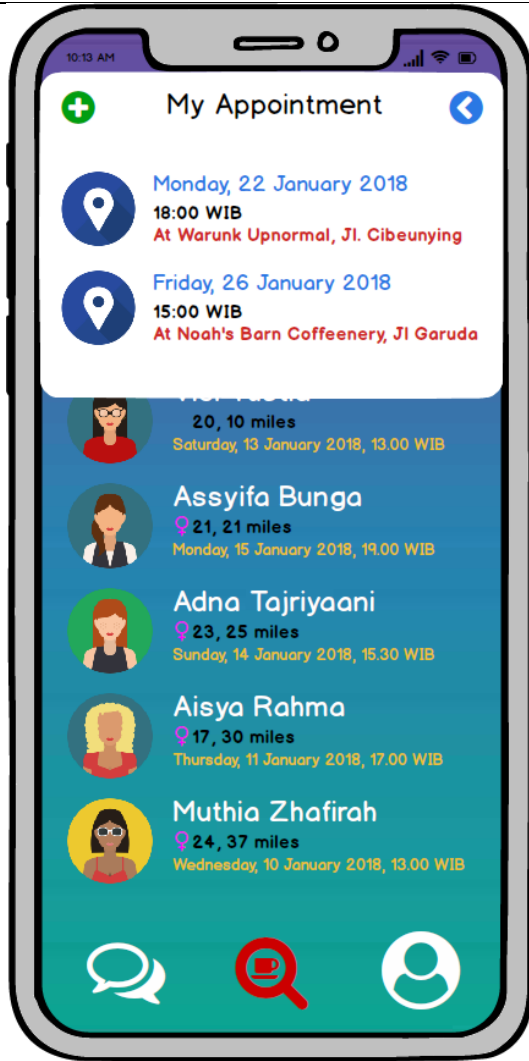 10:13 AM
My Appointment
Monday, 22 January 2018
18:00 WIB
At Warunk Upnormal, Jl. Cibeunying
Friday, 26 January 2018
15:00 WIB
At Noah's Barn Coffeenery, Jl Garuda
20, 10 miles
Saturday, 13 January 2018, 13.00 WIB
Assyifa Bunga
21, 21 miles
Monday, 15 January 2018, 19.00 WIB
Adna Tajriyaani
23, 25 miles
Sunday, 14 January 2018, 15.30 WIB
Aisya Rahma
17, 30 miles
Thursday, 11 January 2018, 17.00 WIB
Muthia Zhafirah
24, 37 miles
Wednesday, 10 January 2018, 13.00 WIB